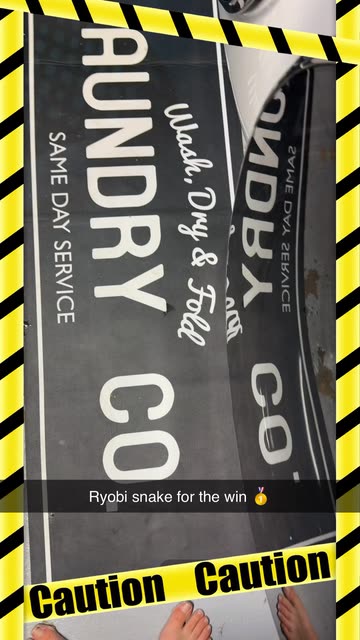 Wash, Dry & Fold
AUNDRY CO.
SAME DAY SERVICE
Ryobi snake for the win 🏅
Caution Caution